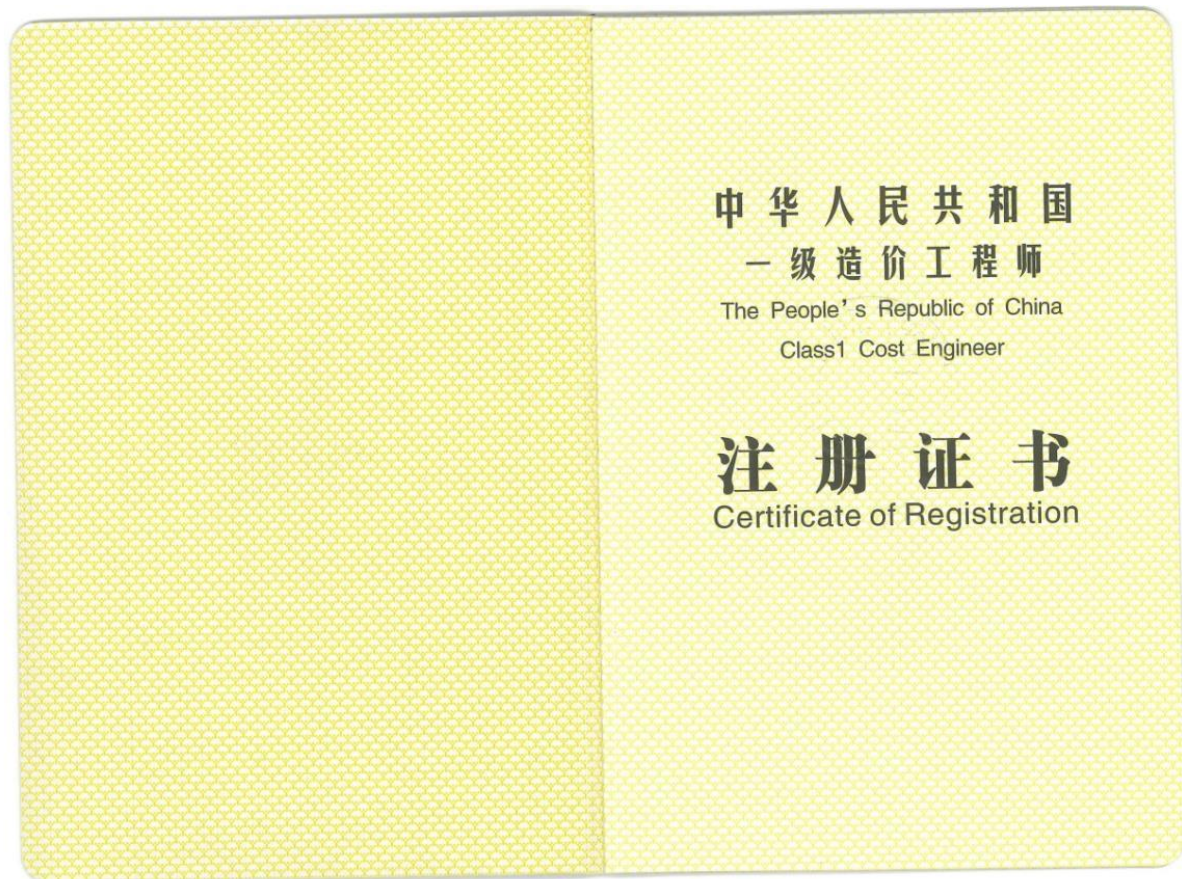 中华人民共和国
一级造价工程师
The People's Republic of China
Class1 Cost Engineer
注册证书
Certificate of Registration